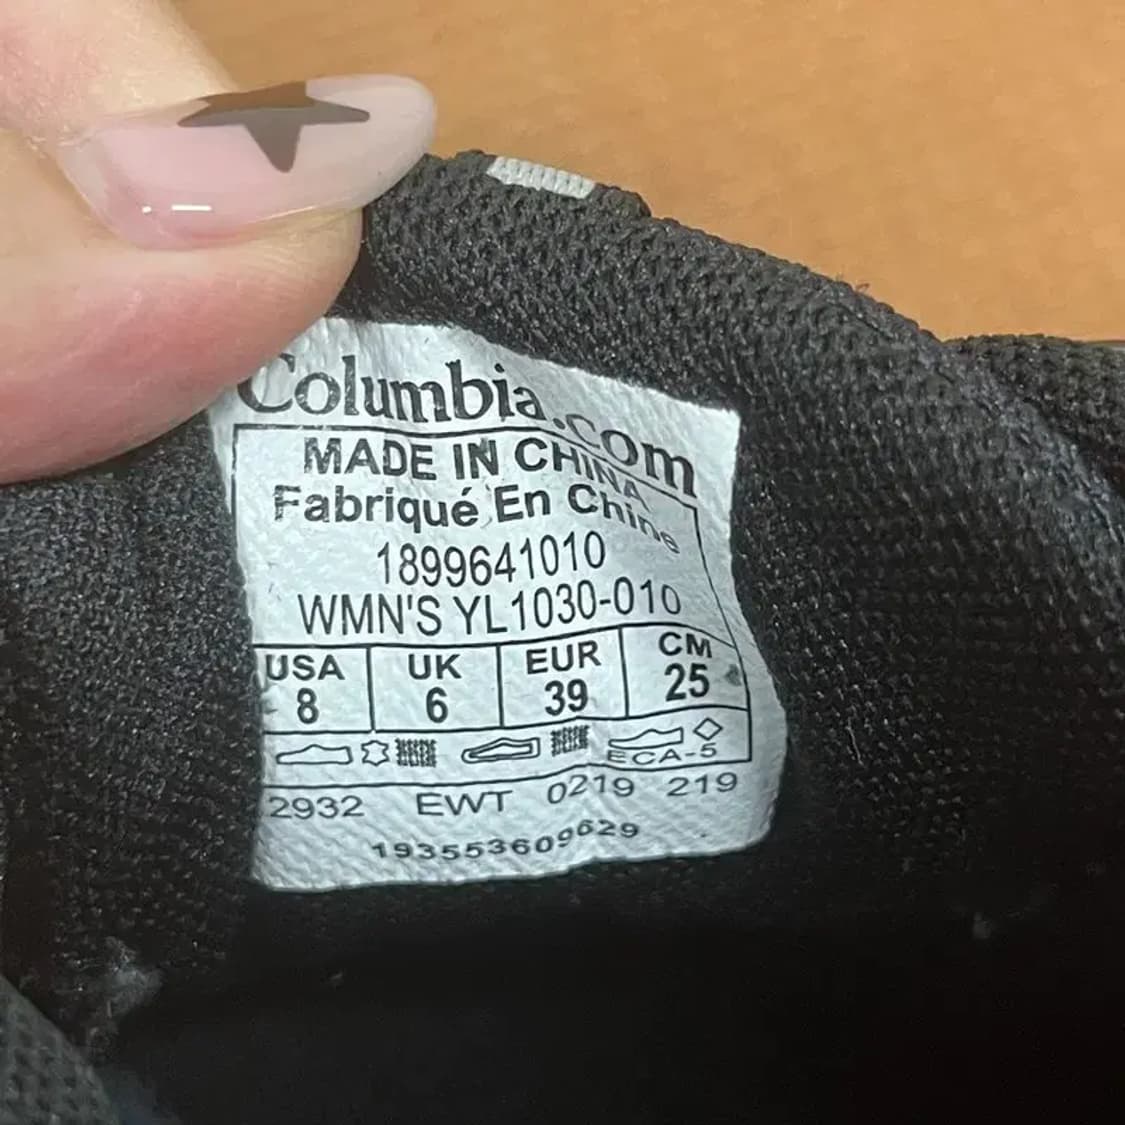 Columbia.com
MADE IN CHINA
Fabriqué En Chine
1899641010
WMN'S YL1030-010
USA UK EUR CM
8 6 39 25
ECA-5
2932 EWT 0219 219
193553609629